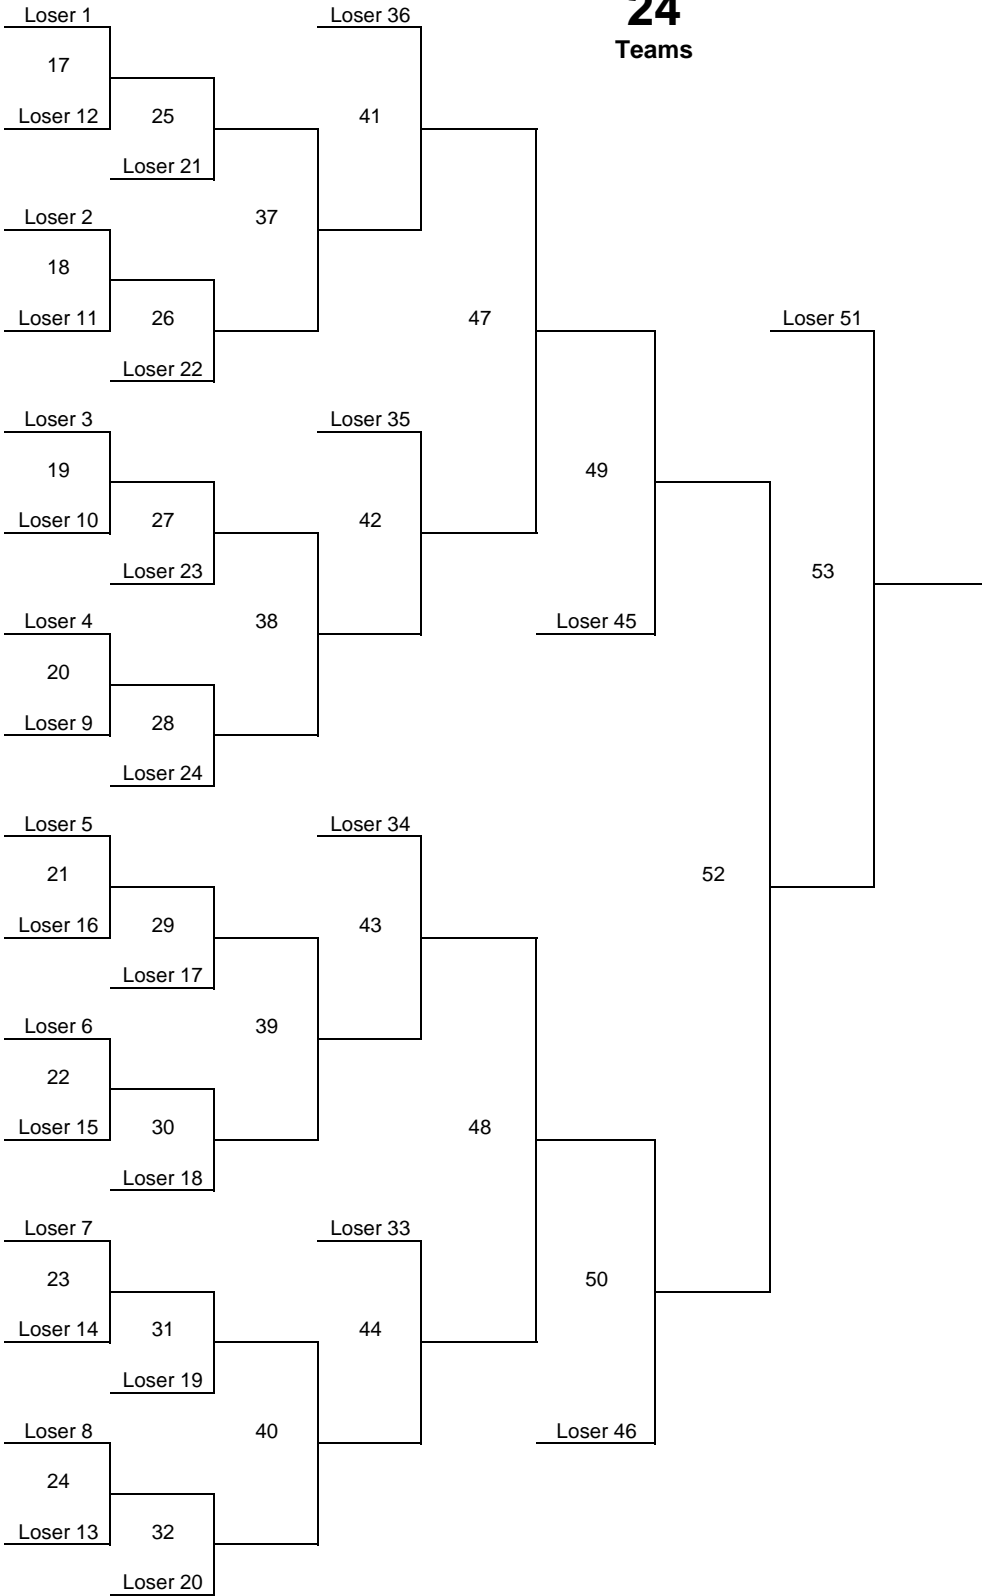 Loser 1
Loser 36
24
Teams
17
Loser 12
25
41
Loser 21
Loser 2
37
18
Loser 11
26
47
Loser 51
Loser 22
Loser 3
Loser 35
19
49
Loser 10
27
42
Loser 23
53
Loser 4
38
Loser 45
20
Loser 9
28
Loser 24
Loser 5
Loser 34
21
52
Loser 16
29
43
Loser 17
Loser 6
39
22
Loser 15
30
48
Loser 18
Loser 7
Loser 33
23
50
Loser 14
31
44
Loser 19
Loser 8
40
Loser 46
24
Loser 13
32
Loser 20